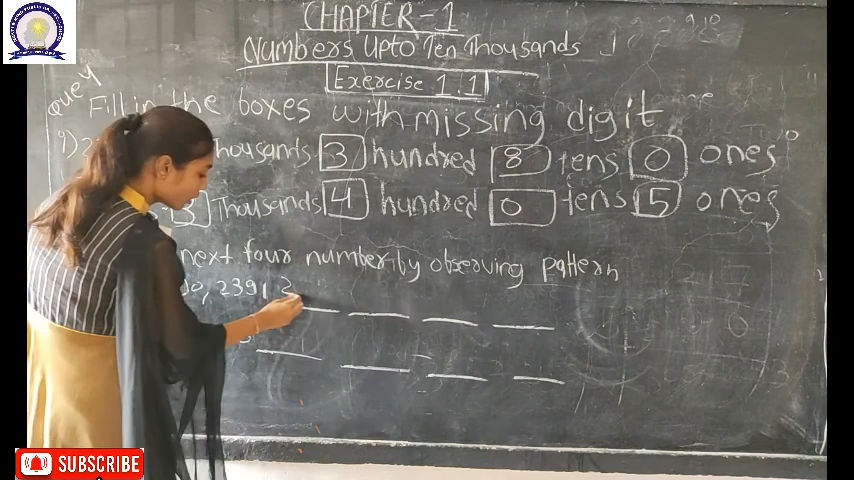 CHAPTER-1
Numbers Upto Ten Thousands
Exercise 1.1
Query
Fill in the boxes with missing digit
Thousands 3 hundred 8 tens 0 ones
3 Thousands 4 hundred 0 tens 5 ones
next four number by observing pattern
2391, 2
SUBSCRIBE